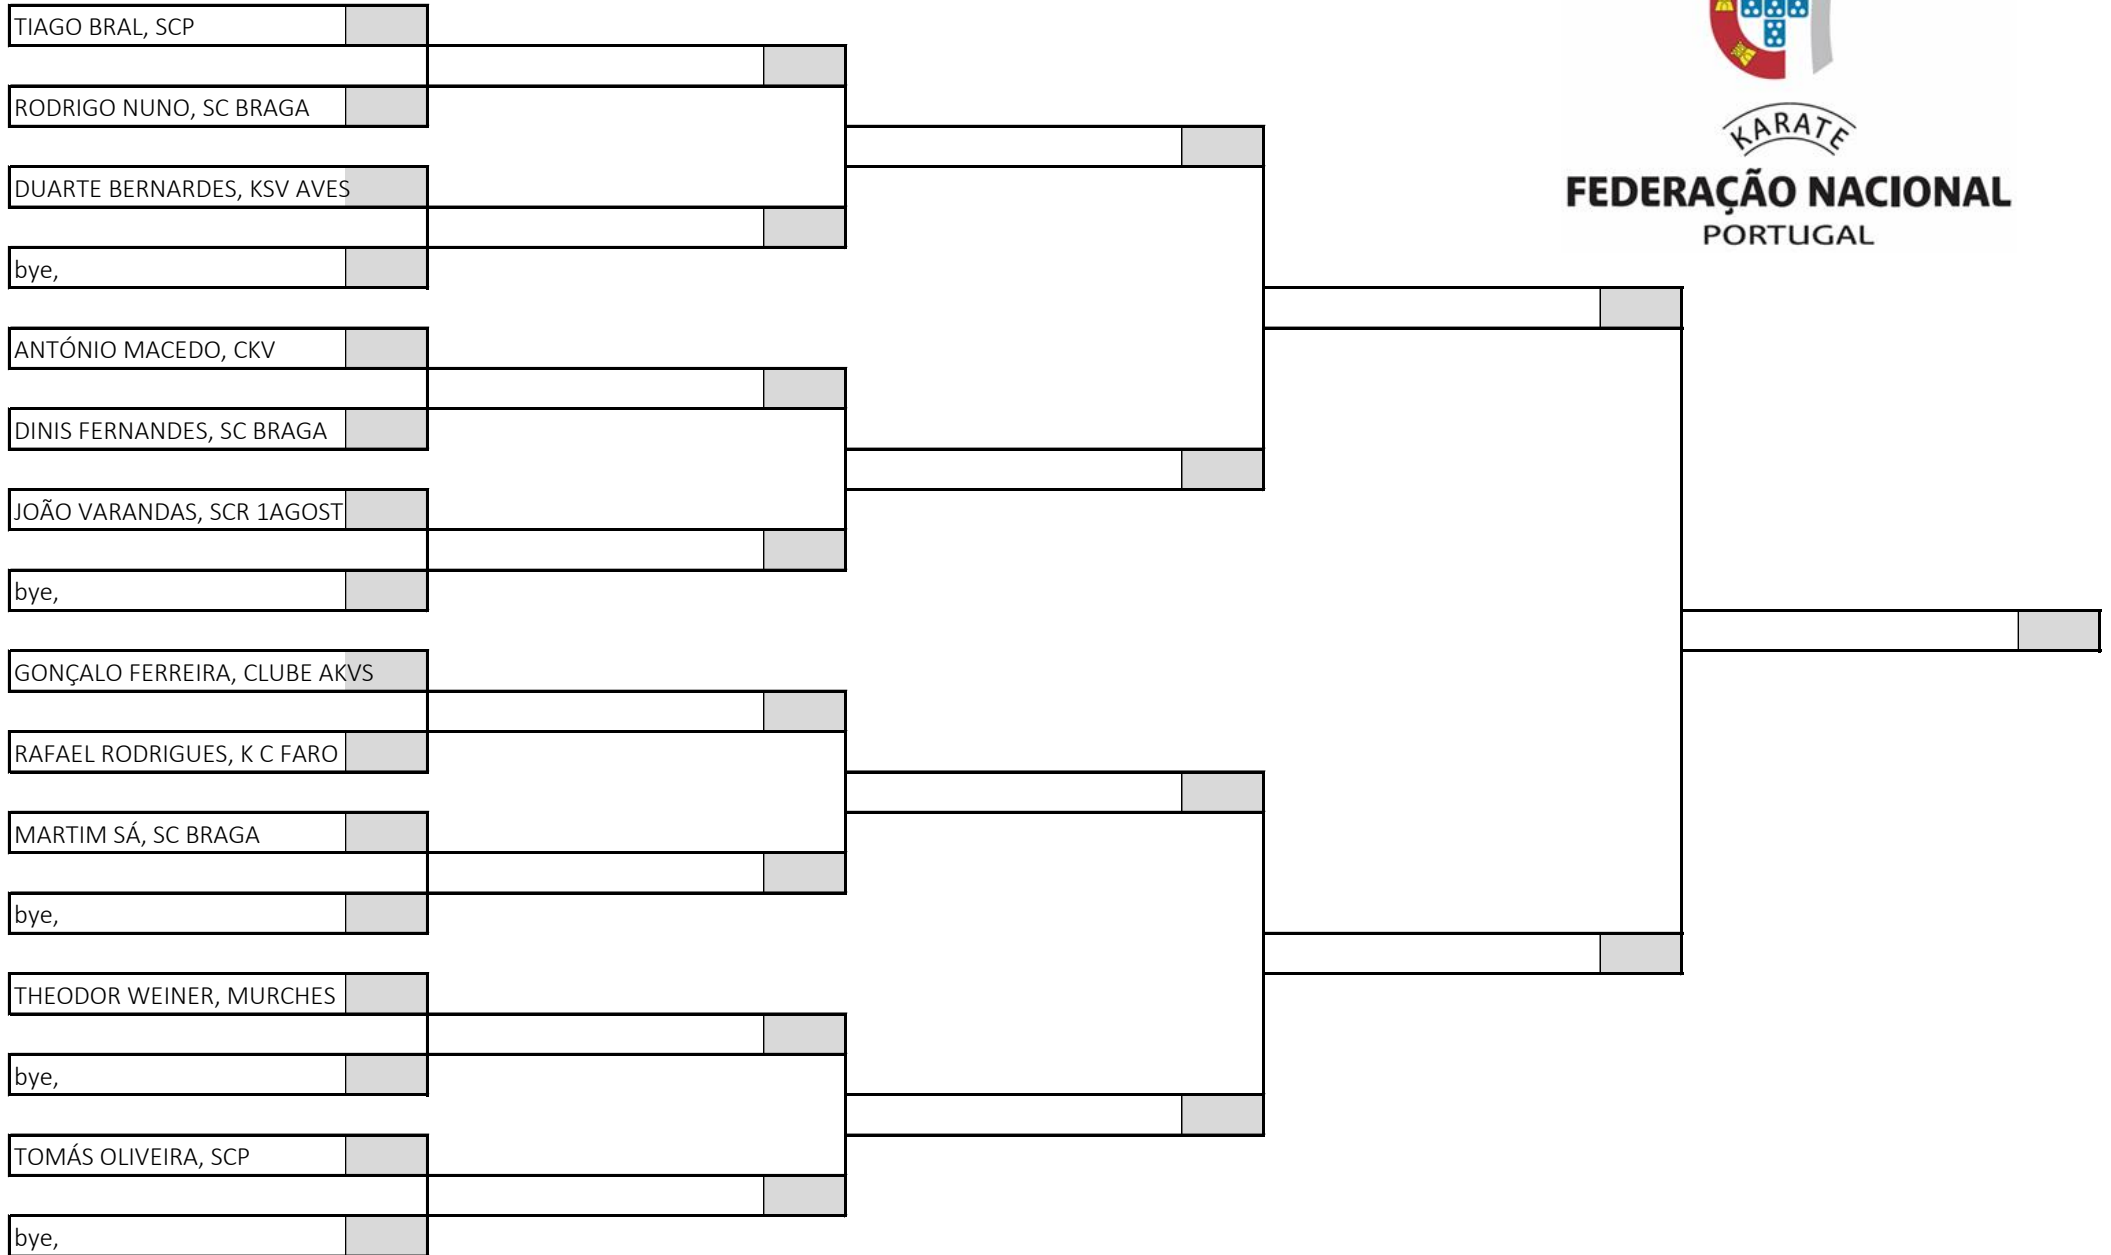 TIAGO BRAL, SCP
RODRIGO NUNO, SC BRAGA
DUARTE BERNARDES, KSV AVES
bye,
ANTÓNIO MACEDO, CKV
DINIS FERNANDES, SC BRAGA
JOÃO VARANDAS, SCR 1AGOST
bye,
GONÇALO FERREIRA, CLUBE AKVS
RAFAEL RODRIGUES, K C FARO
MARTIM SÁ, SC BRAGA
bye,
THEODOR WEINER, MURCHES
bye,
TOMÁS OLIVEIRA, SCP
bye,
KARATE
FEDERAÇÃO NACIONAL
PORTUGAL